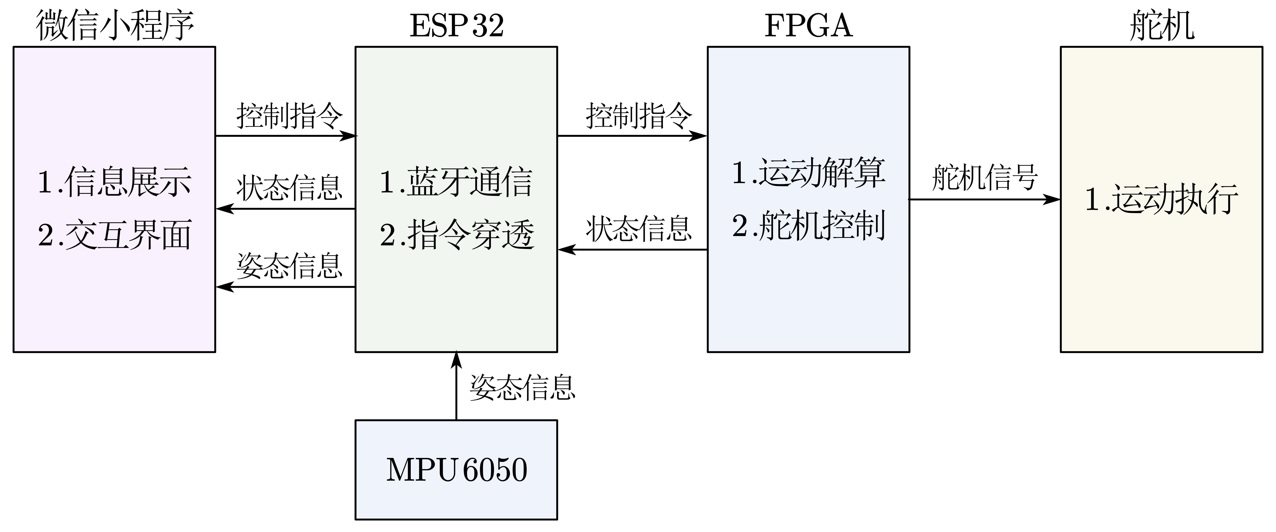 微信小程序
ESP32
FPGA
舵机
控制指令
控制指令
1.信息展示
2.交互界面
状态信息
姿态信息
1.蓝牙通信
2.指令穿透
状态信息
1.运动解算
2.舵机控制
舵机信号
1.运动执行
姿态信息
MPU6050